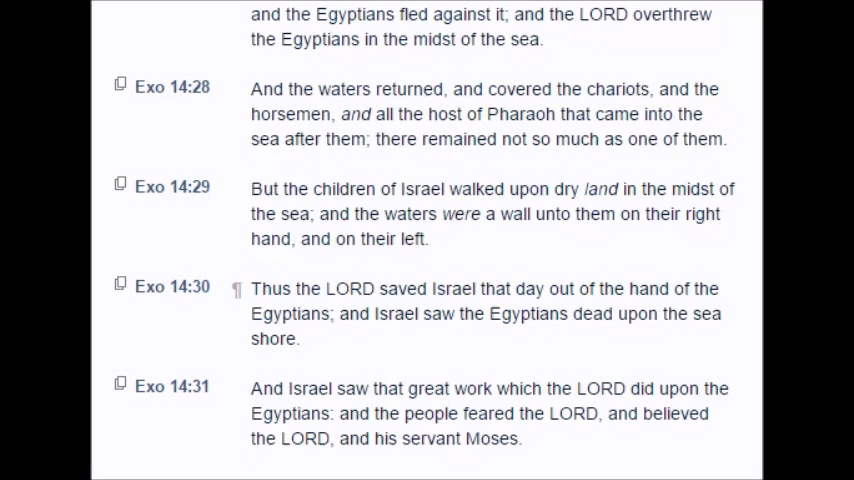 and the Egyptians fled against it; and the LORD overthrew
the Egyptians in the midst of the sea.
Exo 14:28 And the waters returned, and covered the chariots, and the
horsemen, and all the host of Pharaoh that came into the
sea after them; there remained not so much as one of them.
Exo 14:29 But the children of Israel walked upon dry land in the midst of
the sea; and the waters were a wall unto them on their right
hand, and on their left.
Exo 14:30 ¶ Thus the LORD saved Israel that day out of the hand of the
Egyptians; and Israel saw the Egyptians dead upon the sea
shore.
Exo 14:31 And Israel saw that great work which the LORD did upon the
Egyptians: and the people feared the LORD, and believed
the LORD, and his servant Moses.